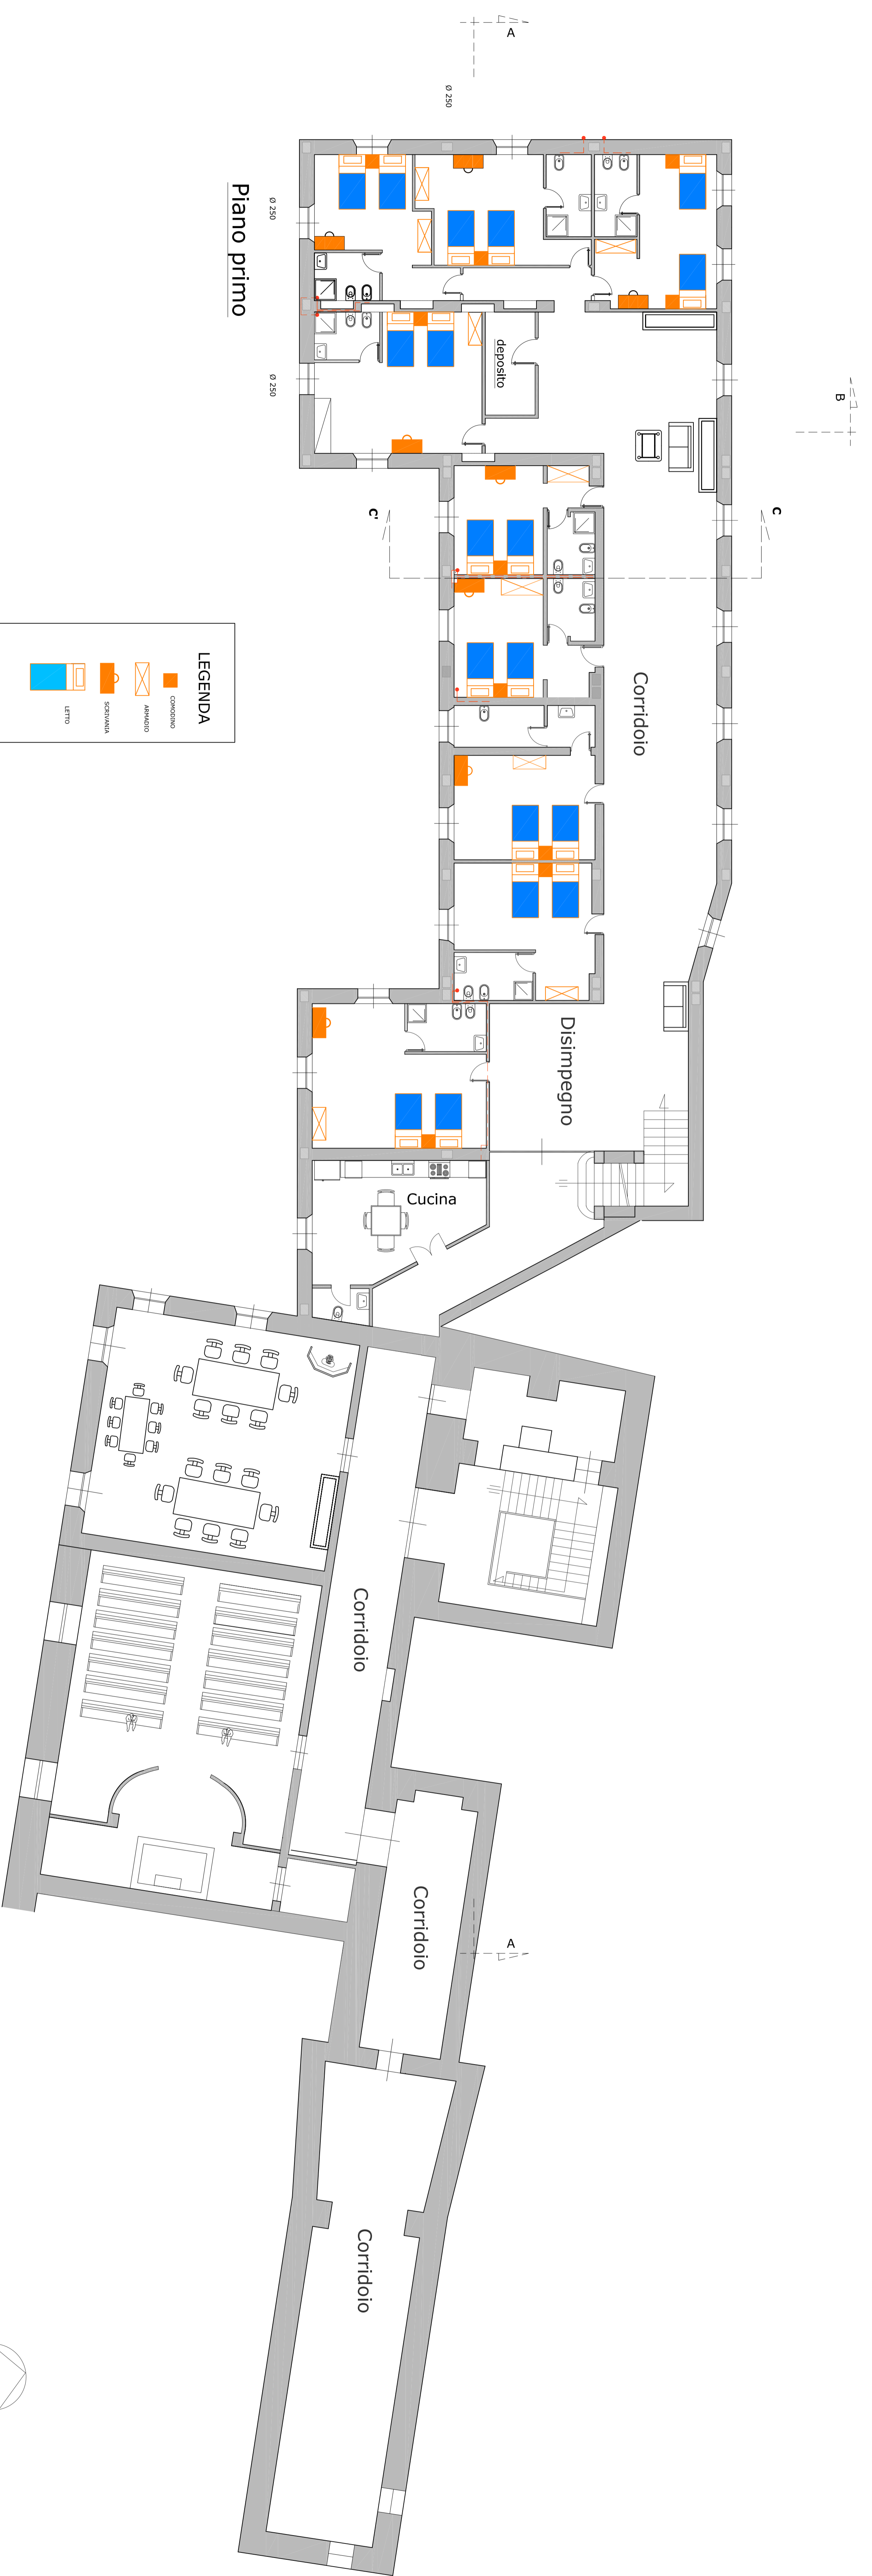 A
Ø 250
Piano primo
Ø 250
Ø 250
deposito
B
C'
C
LEGENDA
COMODINO
ARMADIO
SCRIVANIA
LETTO
Corridoio
Disimpegno
Cucina
Corridoio
Corridoio
A
Corridoio